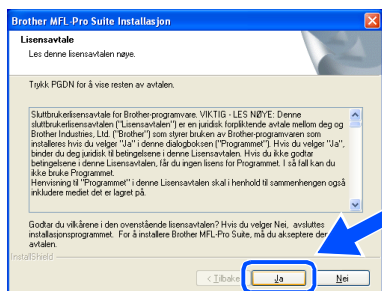 Brother MFL-Pro Suite Installasjon
Lisensavtale
Les denne lisensavtalen nøye.
Trykk PGDN for å vise resten av avtalen.
Sluttbrukerlisensavtale for Brother-programvare. VIKTIG - LES NØYE: Denne
sluttbrukerlisensavtalen ("Lisensavtalen") er en juridisk forpliktende avtale mellom deg og
Brother Industries, Ltd. ("Brother") som styrer bruken av Brother-programvaren som
installeres hvis du velger "Ja" i denne dialogboksen ("Programmet"). Hvis du velger "Ja",
binder du deg juridisk til betingelsene i denne Lisensavtalen. Hvis du ikke godtar
betingelsene i denne Lisensavtalen, får du ingen lisens for Programmet. I så fall kan du
ikke bruke Programmet.
Henvisning til "Programmet" i denne Lisensavtalen skal i henhold til sammenhengen også
inkludere mediet det er lagret på.
Godtar du vilkårene i den ovenstående lisensavtalen? Hvis du velger Nei, avsluttes
installasjonsprogrammet. For å installere Brother MFL-Pro Suite, må du akseptere
avtalen.
InstallShield
< Tilbake
Ja
Nei